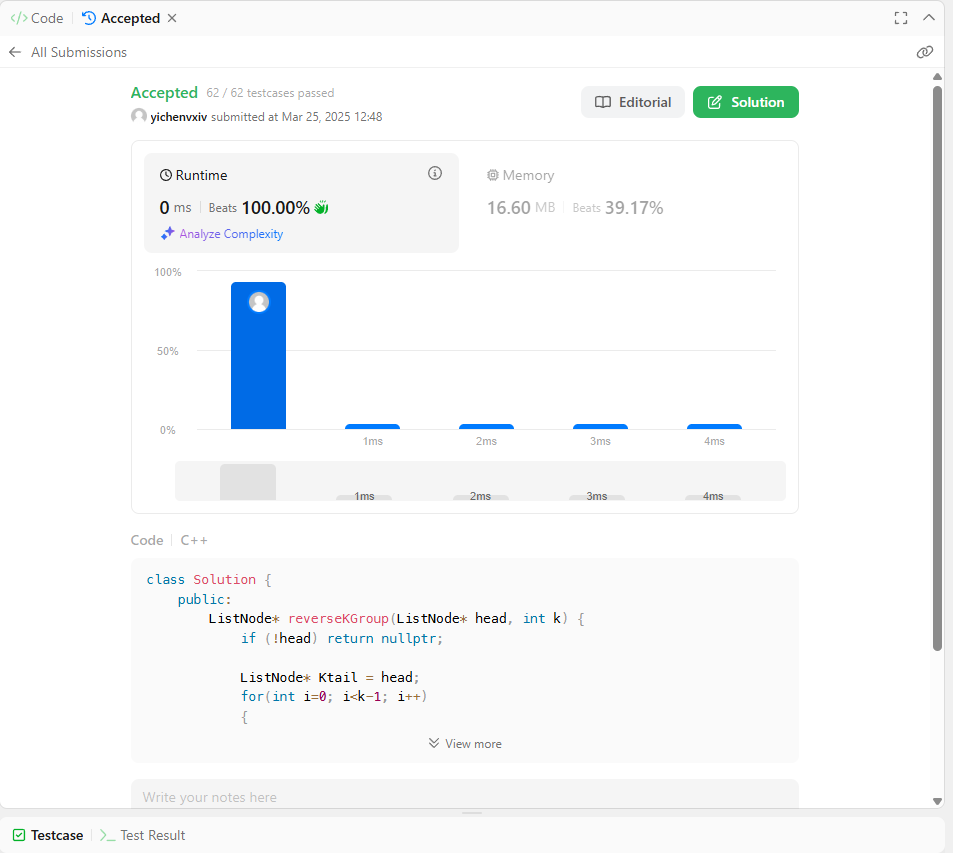 </> Code Accepted
All Submissions
Accepted 62 / 62 testcases passed
yichenvxiv submitted at Mar 25, 2025 12:48
Editorial
Solution
Runtime
0 ms Beats 100.00%
Analyze Complexity
Memory
16.60 MB Beats 39.17%
100%
50%
0%
1ms 2ms 3ms 4ms
1ms 2ms 3ms 4ms
Code C++
class Solution {
    public:
        ListNode* reverseKGroup(ListNode* head, int k) {
            if (!head) return nullptr;

            ListNode* Ktail = head;
            for(int i=0; i<k-1; i++)
            {
View more
Write your notes here
Testcase >_ Test Result